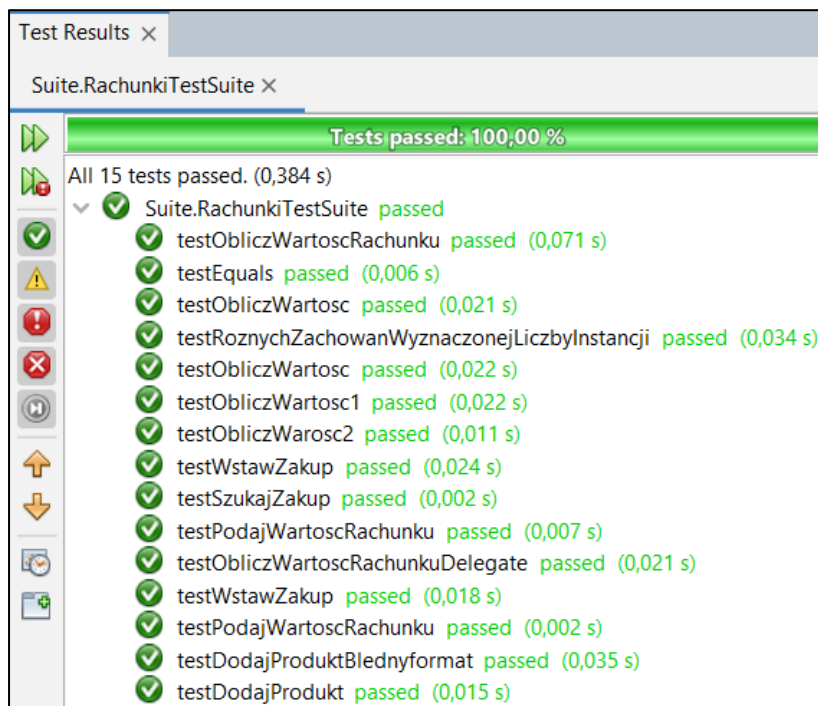 Test Results
Suite.RachunkiTestSuite
Tests passed: 100,00 %
All 15 tests passed. (0,384 s)
Suite.RachunkiTestSuite passed
testObliczWartoscRachunku passed (0,071 s)
testEquals passed (0,006 s)
testObliczWartosc passed (0,021 s)
testRoznychZachowanWyznaczonejLiczbyInstancji passed (0,034 s)
testObliczWartosc passed (0,022 s)
testObliczWartosc1 passed (0,022 s)
testObliczWarosc2 passed (0,011 s)
testWstawZakup passed (0,024 s)
testSzukajZakup passed (0,002 s)
testPodajWartoscRachunku passed (0,007 s)
testObliczWartoscRachunkuDelegate passed (0,021 s)
testWstawZakup passed (0,018 s)
testPodajWartoscRachunku passed (0,002 s)
testDodajProduktBlednyformat passed (0,035 s)
testDodajProdukt passed (0,015 s)